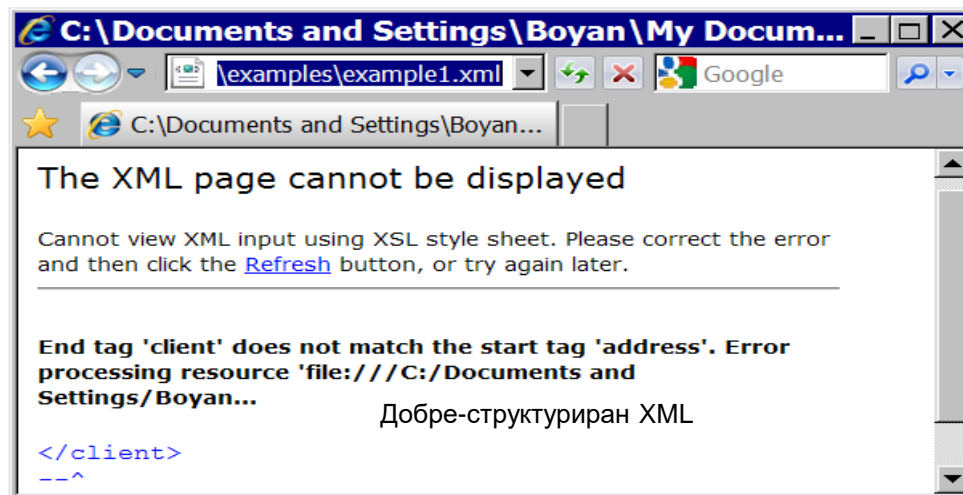 C:\Documents and Settings\Boyan\My Docum...
\examples\example1.xml Google
C:\Documents and Settings\Boyan...
The XML page cannot be displayed
Cannot view XML input using XSL style sheet. Please correct the error
and then click the Refresh button, or try again later.
End tag 'client' does not match the start tag 'address'. Error
processing resource 'file:///C:/Documents and
Settings/Boyan...
Добре-структуриран XML
</client>
--^